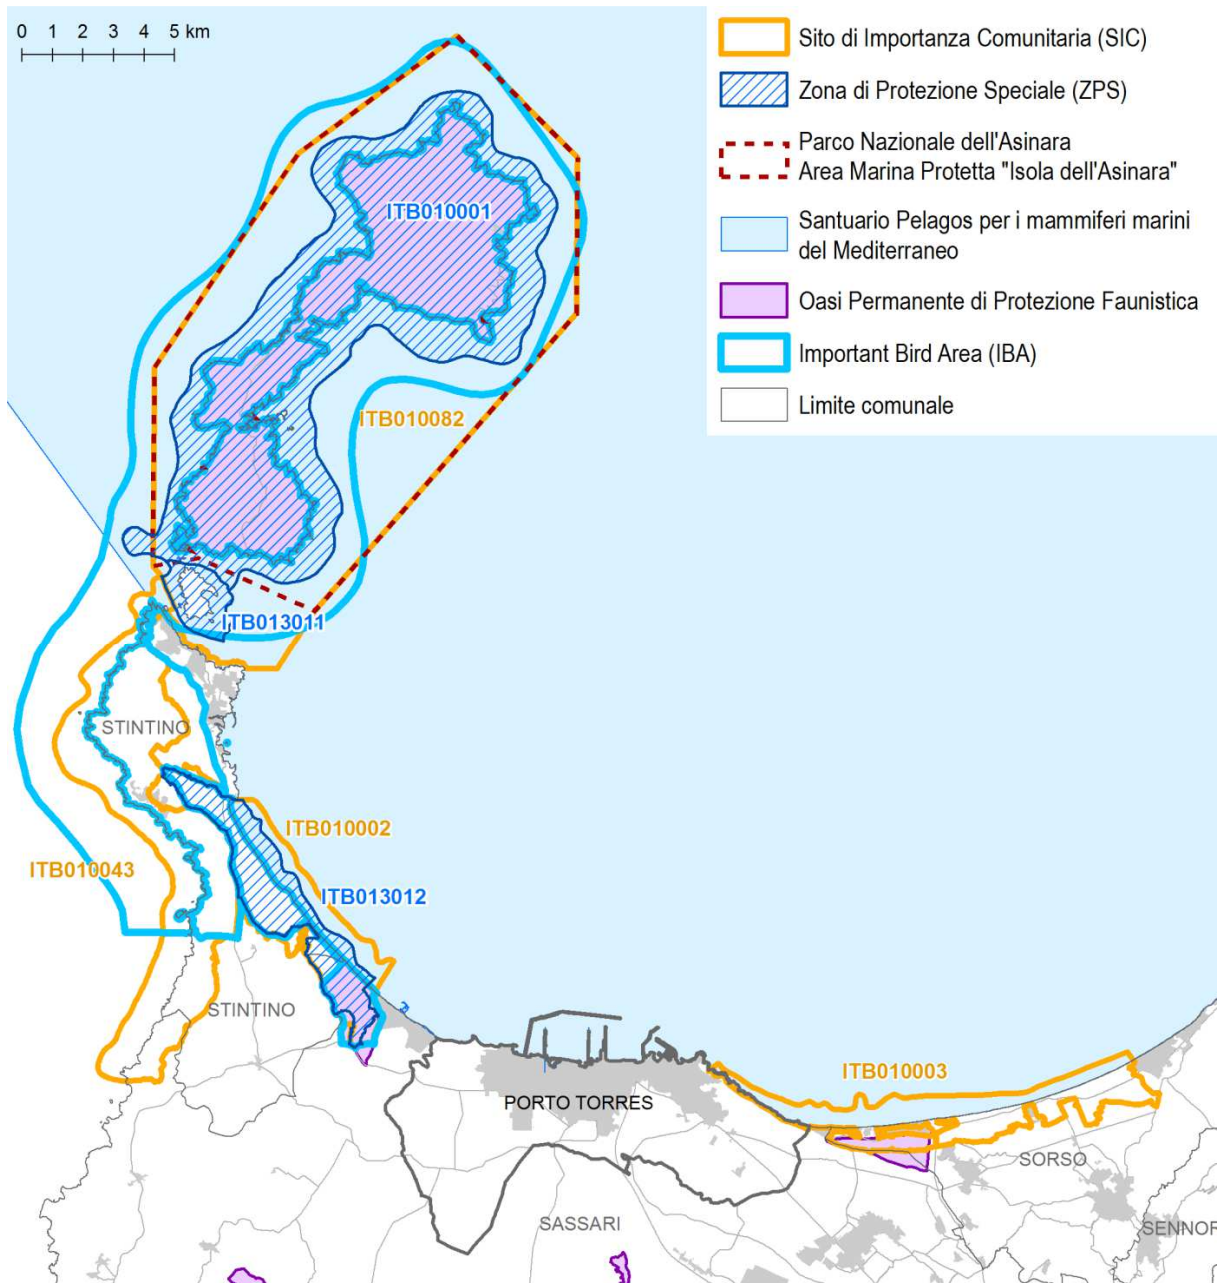 0 1 2 3 4 5 km
Sito di Importanza Comunitaria (SIC)
Zona di Protezione Speciale (ZPS)
Parco Nazionale dell'Asinara
Area Marina Protetta "Isola dell'Asinara"
Santuario Pelagos per i mammiferi marini
del Mediterraneo
Oasi Permanente di Protezione Faunistica
Important Bird Area (IBA)
Limite comunale
ITB010001
ITB010082
ITB013011
STINTINO
ITB010002
ITB010043
ITB013012
STINTINO
ITB010003
PORTO TORRES
SORSO
SASSARI
SENNOR